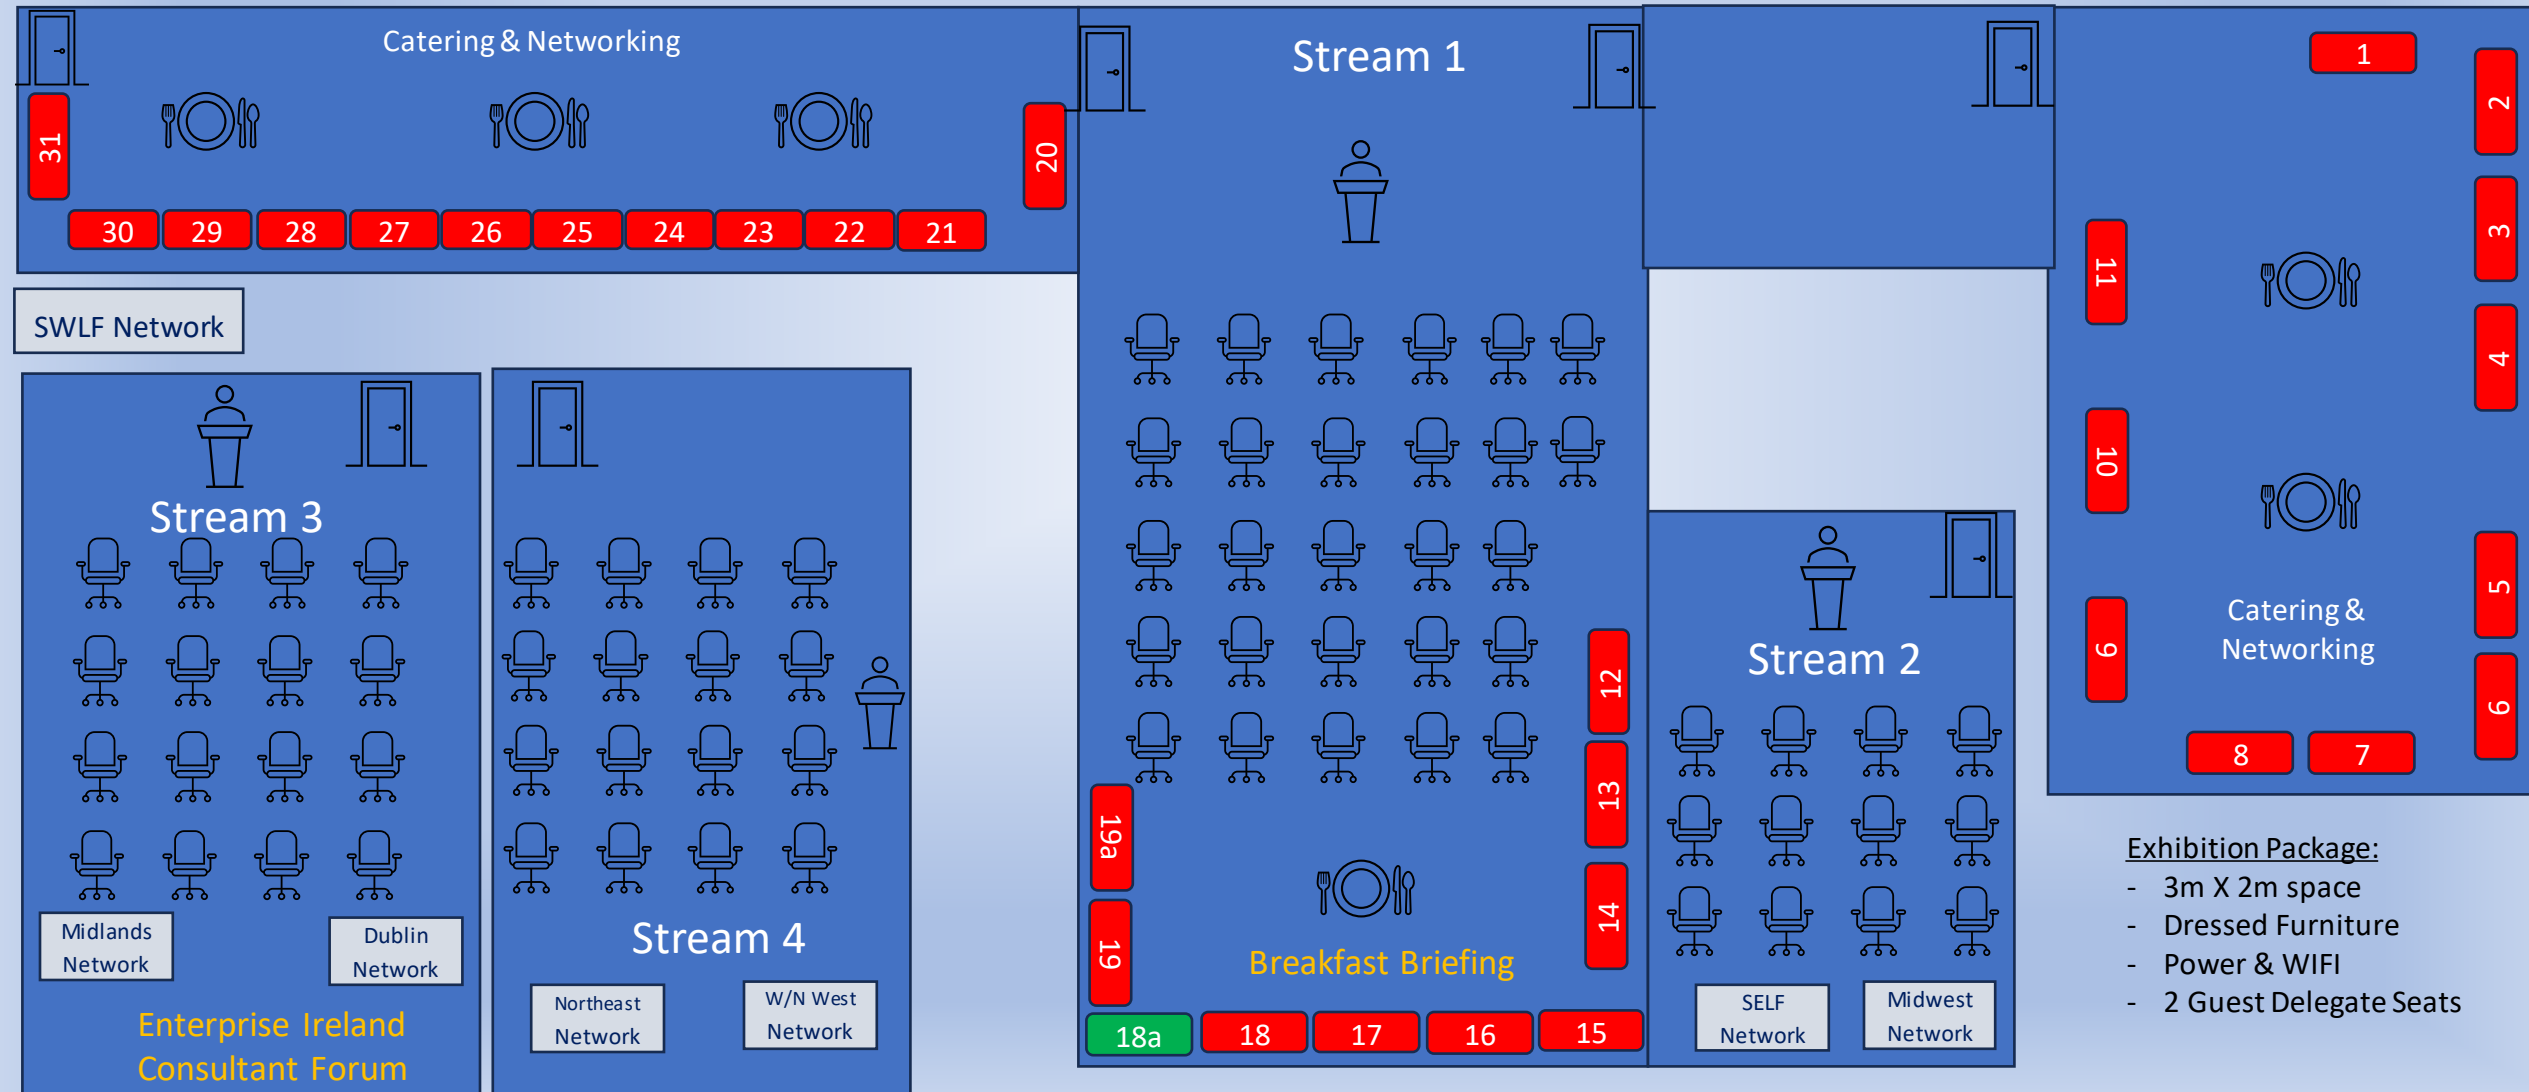 Catering & Networking
31
20
30
29
28
27
26
25
24
23
22
21
SWLF Network
Stream 3
Midlands
Network
Dublin
Network
Enterprise Ireland
Consultant Forum
Stream 4
Northeast
Network
W/N West
Network
Stream 1
12
13
14
19a
19
Breakfast Briefing
18a
18
17
16
15
Stream 2
SELF
Network
Midwest
Network
1
2
3
4
11
10
5
9
6
Catering &
Networking
8
7
Exhibition Package:
- 3m X 2m space
- Dressed Furniture
- Power & WIFI
- 2 Guest Delegate Seats